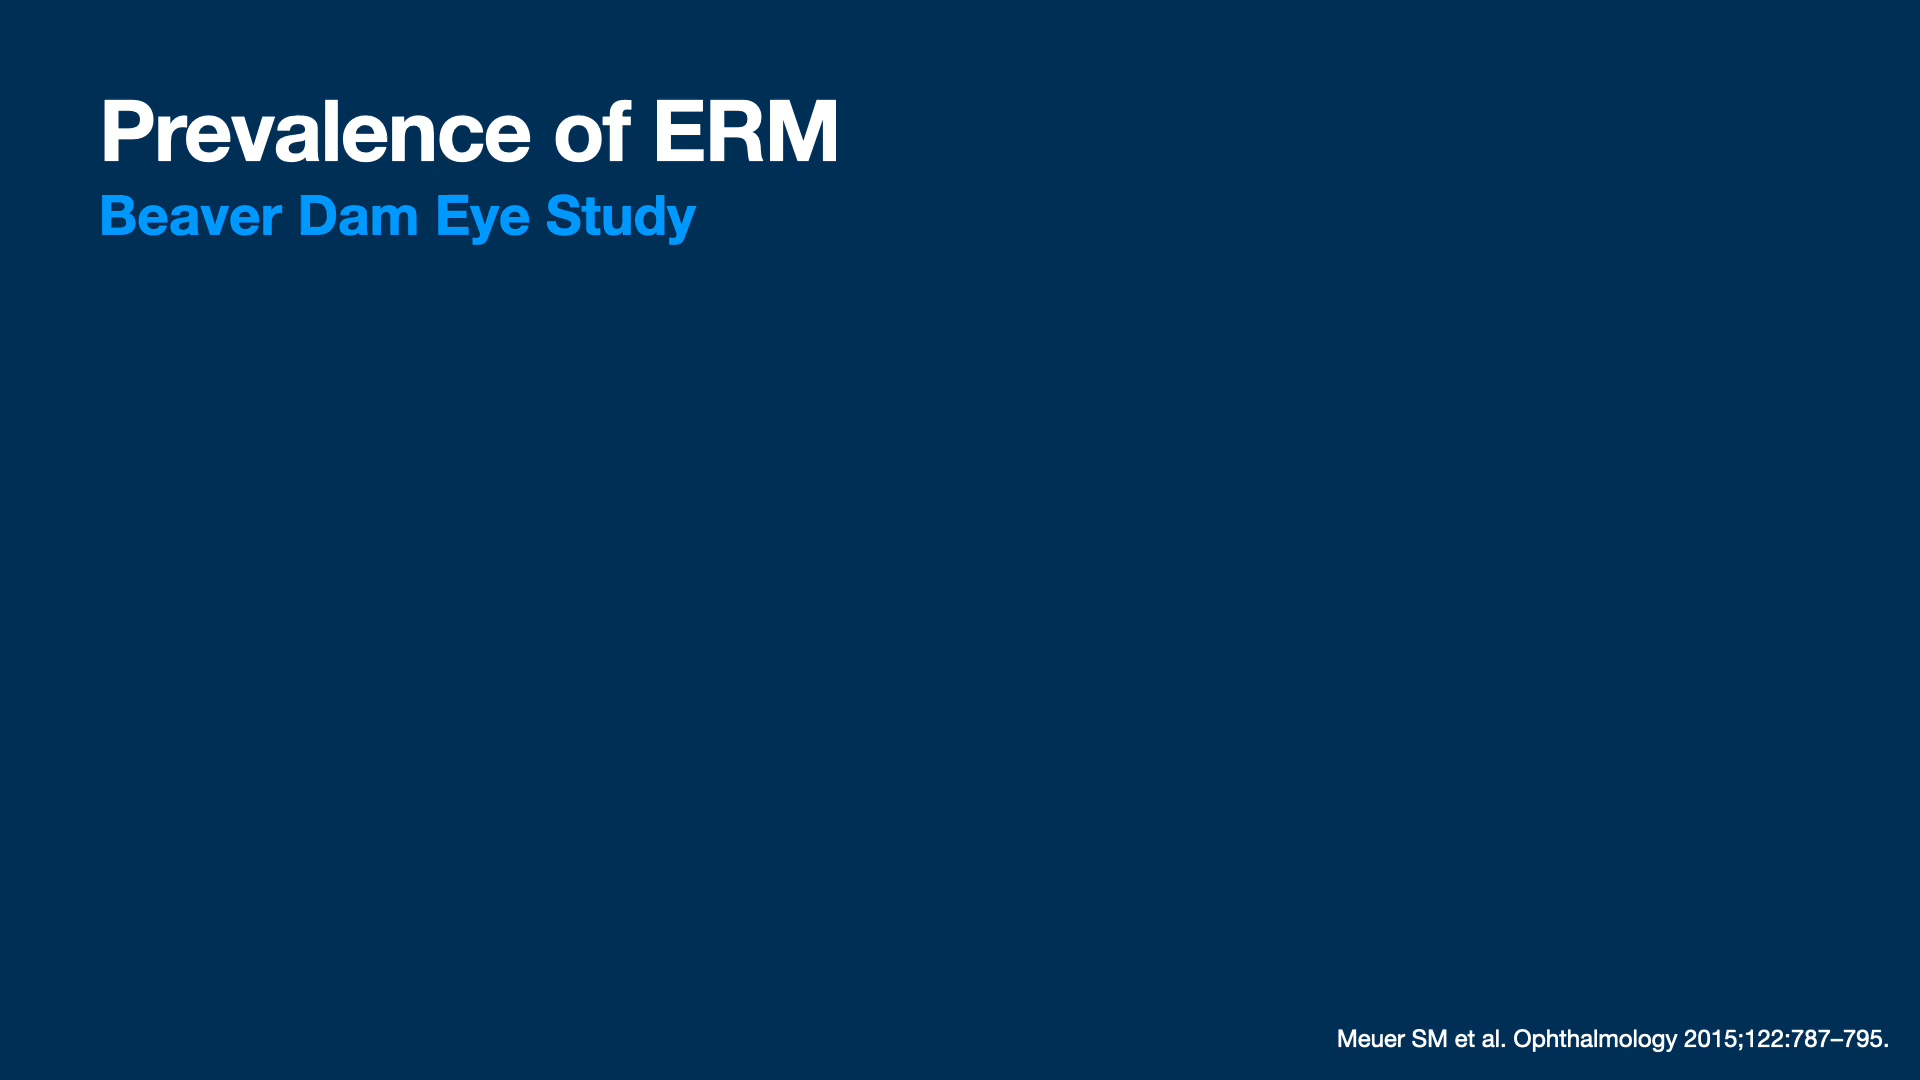 Prevalence of ERM
Beaver Dam Eye Study
Meuer SM et al. Ophthalmology 2015;122:787–795.